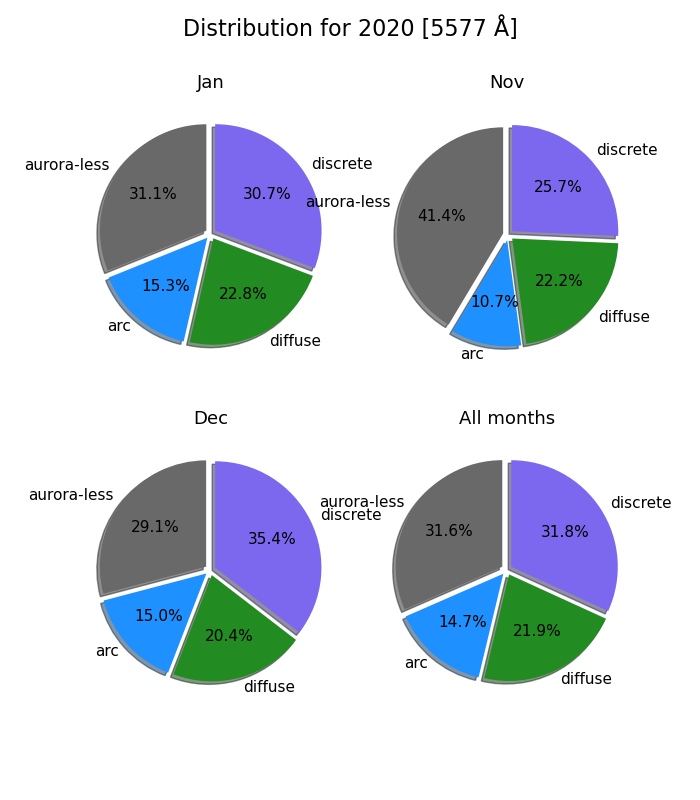 Distribution for 2020 [5577 Å]
Jan
aurora-less
31.1%
30.7%
discrete
15.3%
22.8%
arc
diffuse
Nov
aurora-less
41.4%
25.7%
discrete
10.7%
22.2%
arc
diffuse
Dec
aurora-less
29.1%
35.4%
discrete
15.0%
20.4%
arc
diffuse
All months
aurora-less
31.6%
31.8%
discrete
14.7%
21.9%
arc
diffuse